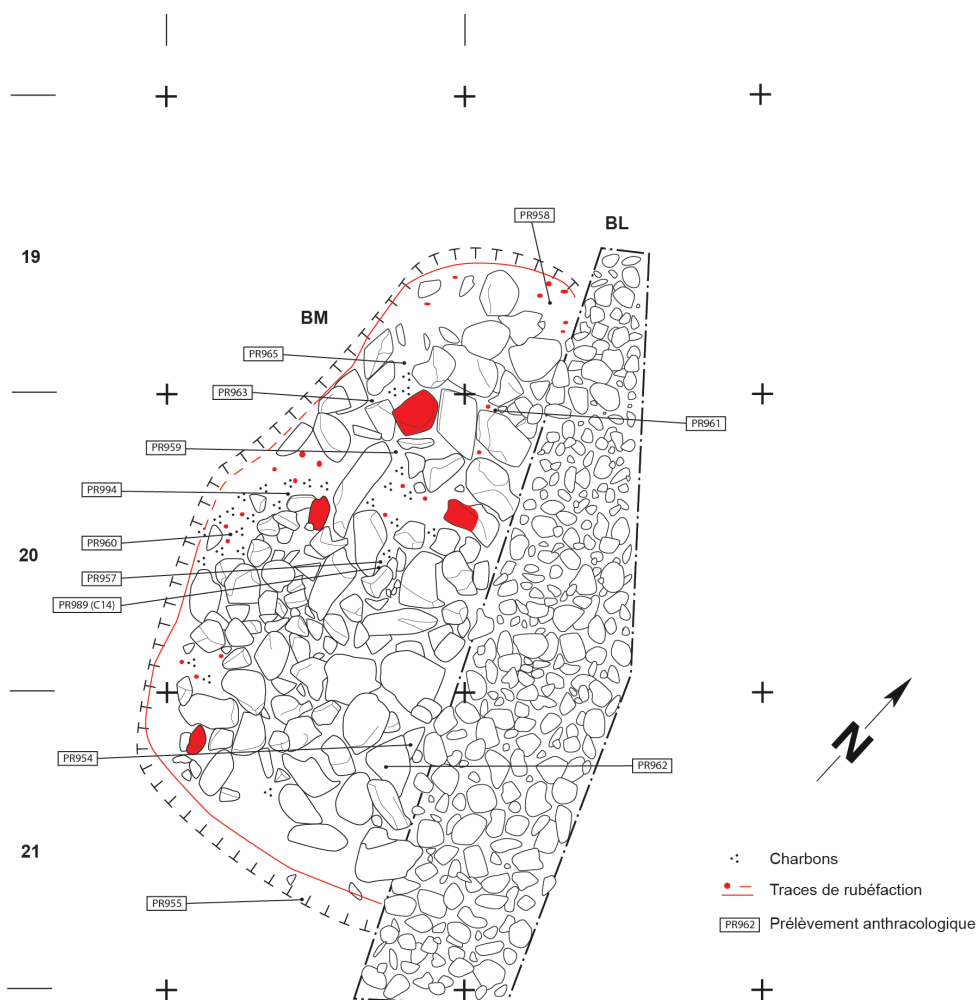 PR958
BL
19
BM
PR965
PR963
PR961
PR959
PR994
PR960
20
PR957
PR989 (C14)
N
PR954
PR962
21
Charbons
Traces de rubéfaction
PR955
PR962 Prélèvement anthracologique